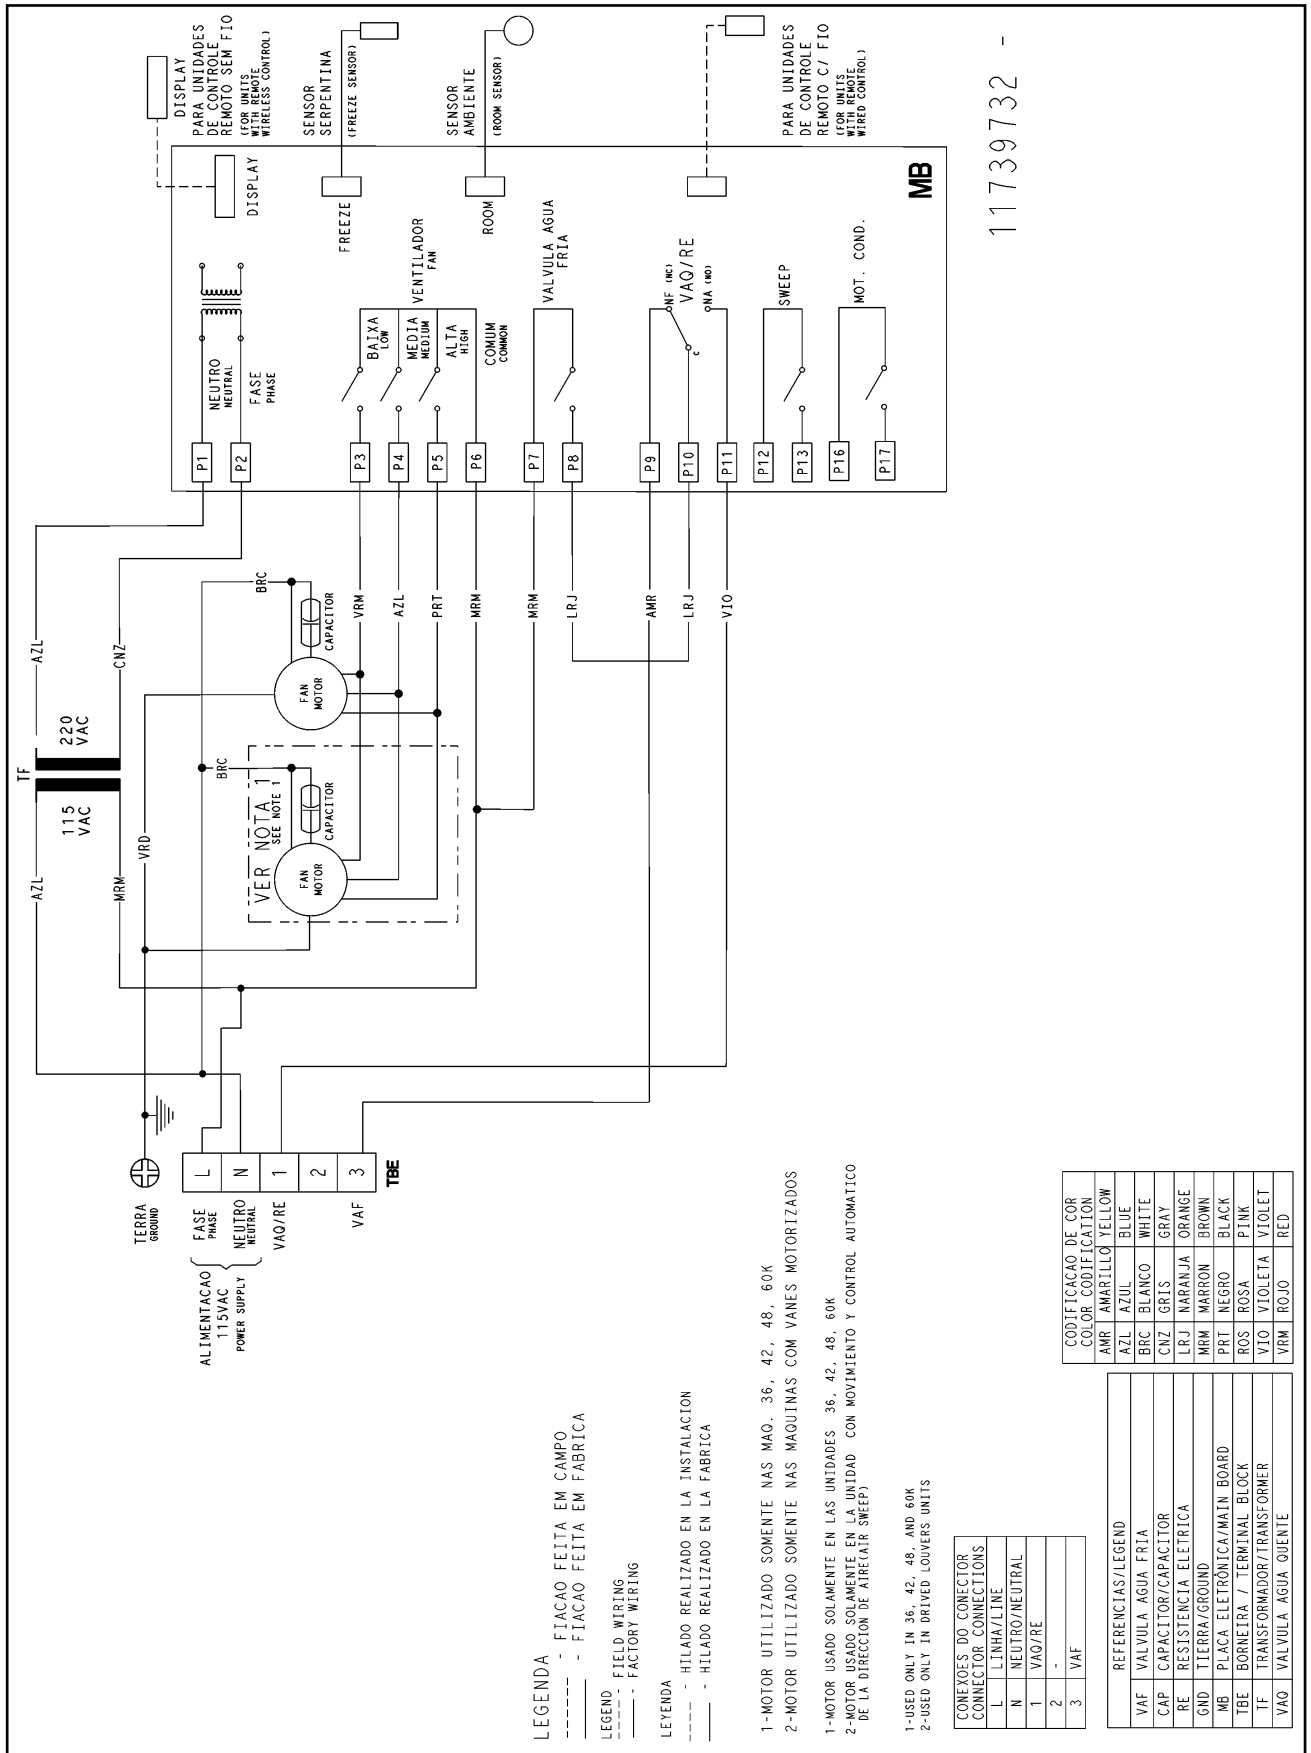 DISPLAY
PARA UNIDADES
DE CONTROLE
REMOTO SEM FIO
(FOR UNITS
WITH REMOTE
WIRELESS CONTROL)
SENSOR
SERPENTINA
(FREEZE SENSOR)
SENSOR
AMBIENTE
(ROOM SENSOR)
PARA UNIDADES
DE CONTROLE
REMOTO C/ FIO
(FOR UNITS
WITH REMOTE
WIRED CONTROL)
11739732 -
DISPLAY
FREEZE
ROOM
MB
NEUTRO
NEUTRAL
FASE
PHASE
BAIXA
LOW
MEDIA
MEDIUM
ALTA
HIGH
COMUM
COMMON
VENTILADOR
FAN
VALVULA AGUA
FRIA
NF (NC)
VAQ/RE
NA (NO)
C
SWEEP
MOT. COND.
P1
P2
P3
P4
P5
P6
P7
P8
P9
P10
P11
P12
P13
P16
P17
AZL
CNZ
BRC
VRM
AZL
PRT
MRM
MRM
LRJ
AMR
LRJ
VIO
CAPACITOR
FAN
MOTOR
TF
220
VAC
115
VAC
AZL
MRM
VRD
BRC
VER NOTA 1
SEE NOTE 1
CAPACITOR
FAN
MOTOR
TERRA
GROUND
L
N
1
2
3
TBE
FASE
PHASE
NEUTRO
NEUTRAL
VAQ/RE
VAF
ALIMENTACAO
115VAC
POWER SUPPLY
LEGENDA
------ - FIACAO FEITA EM CAMPO
——— - FIACAO FEITA EM FABRICA
LEGEND
----- - FIELD WIRING
——— - FACTORY WIRING
LEYENDA
---- - HILADO REALIZADO EN LA INSTALACION
——— - HILADO REALIZADO EN LA FABRICA
1-MOTOR UTILIZADO SOMENTE NAS MAQ. 36, 42, 48, 60K
2-MOTOR UTILIZADO SOMENTE NAS MAQUINAS COM VANES MOTORIZADOS
1-MOTOR USADO SOLAMENTE EN LAS UNIDADES 36, 42, 48, 60K
2-MOTOR USADO SOLAMENTE EN LA UNIDAD CON MOVIMIENTO Y CONTROL AUTOMATICO
DE LA DIRECCION DE AIRE(AIR SWEEP)
1-USED ONLY IN 36, 42, 48, AND 60K
2-USED ONLY IN DRIVED LOUVERS UNITS
CONEXOES DO CONECTOR
CONNECTOR CONNECTIONS
L LINHA/LINE
N NEUTRO/NEUTRAL
1 VAQ/RE
2 -
3 VAF
REFERENCIAS/LEGEND
VAF VALVULA AGUA FRIA
CAP CAPACITOR/CAPACITOR
RE RESISTENCIA ELETRICA
GND TIERRA/GROUND
MB PLACA ELETRÔNICA/MAIN BOARD
TBE BORNEIRA / TERMINAL BLOCK
TF TRANSFORMADOR/TRANSFORMER
VAQ VALVULA AGUA QUENTE
CODIFICACAO DE COR
COLOR CODIFICATION
AMR AMARILLO YELLOW
AZL AZUL BLUE
BRC BLANCO WHITE
CNZ GRIS GRAY
LRJ NARANJA ORANGE
MRM MARRON BROWN
PRT NEGRO BLACK
ROS ROSA PINK
VIO VIOLETA VIOLET
VRM ROJO RED